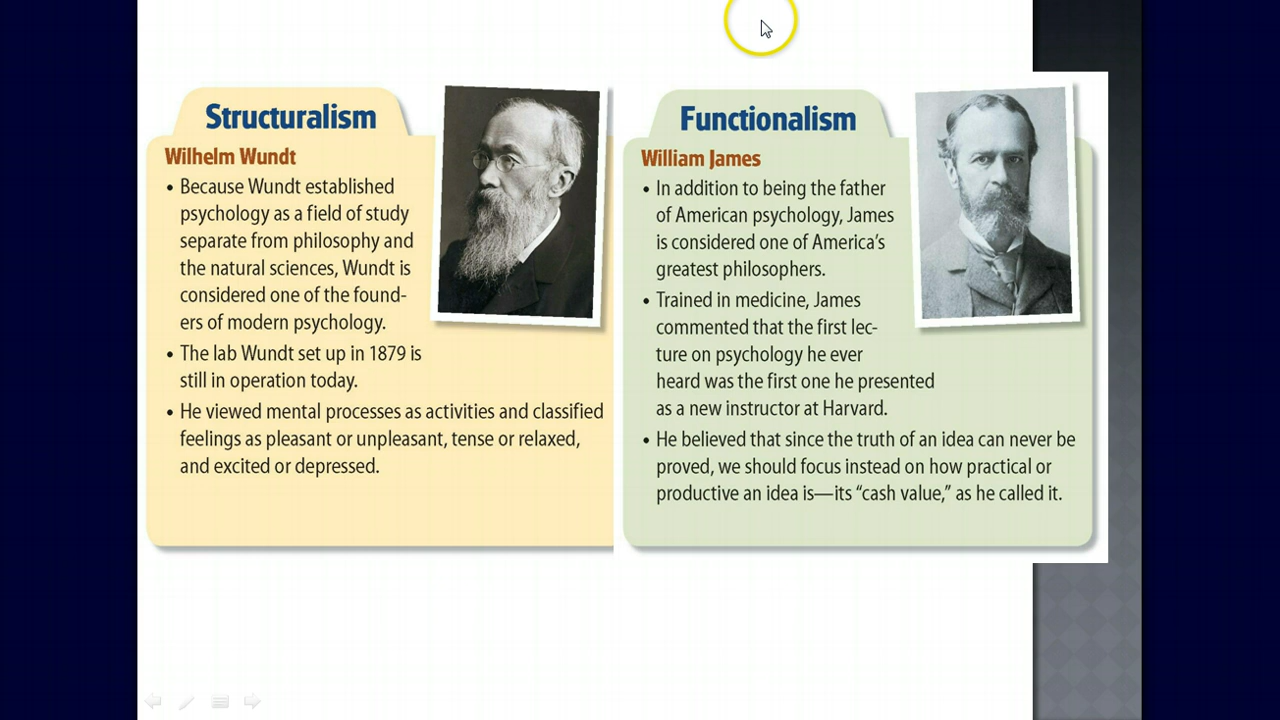 Structuralism
Wilhelm Wundt
• Because Wundt established
psychology as a field of study
separate from philosophy and
the natural sciences, Wundt is
considered one of the found-
ers of modern psychology.
• The lab Wundt set up in 1879 is
still in operation today.
• He viewed mental processes as activities and classified
feelings as pleasant or unpleasant, tense or relaxed,
and excited or depressed.
Functionalism
William James
• In addition to being the father
of American psychology, James
is considered one of America's
greatest philosophers.
• Trained in medicine, James
commented that the first lec-
ture on psychology he ever
heard was the first one he presented
as a new instructor at Harvard.
• He believed that since the truth of an idea can never be
proved, we should focus instead on how practical or
productive an idea is—its “cash value,” as he called it.